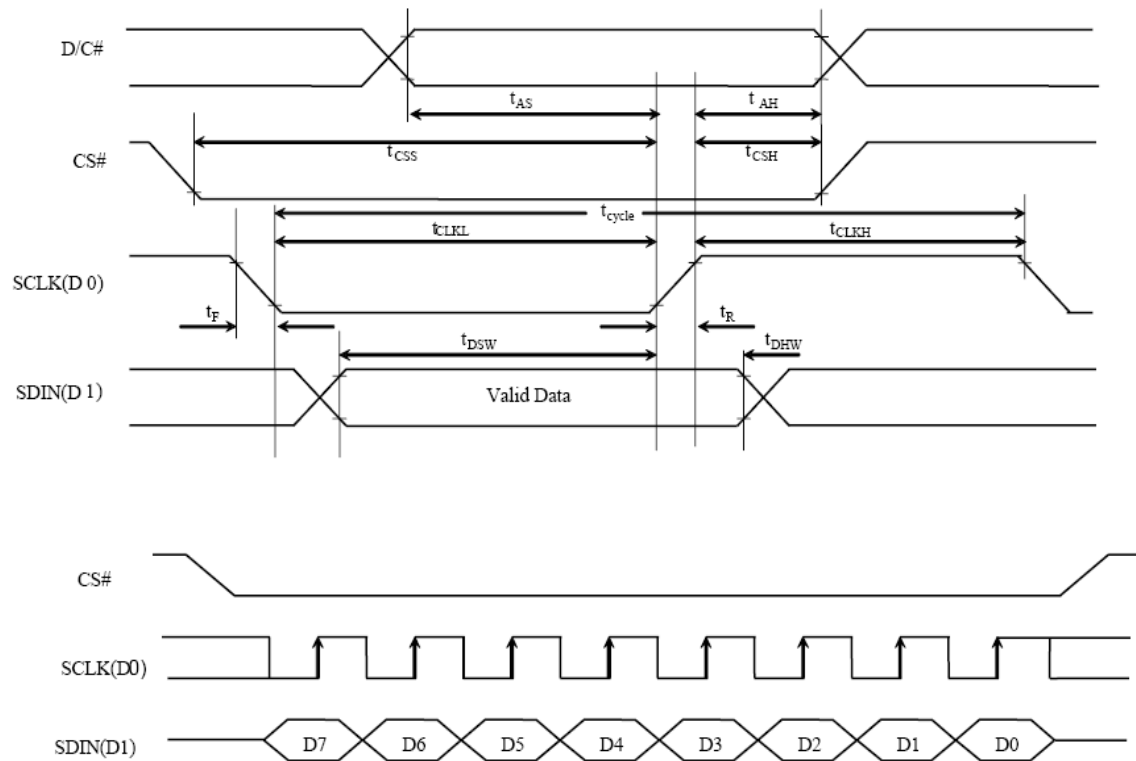 D/C#
tAS
t AH
CS#
tCSS
tCSH
tcycle
tCLKL
tCLKH
SCLK(D 0)
tF
tR
tDSW
tDHW
SDIN(D 1)
Valid Data
CS#
SCLK(D0)
SDIN(D1)
D7 D6 D5 D4 D3 D2 D1 D0